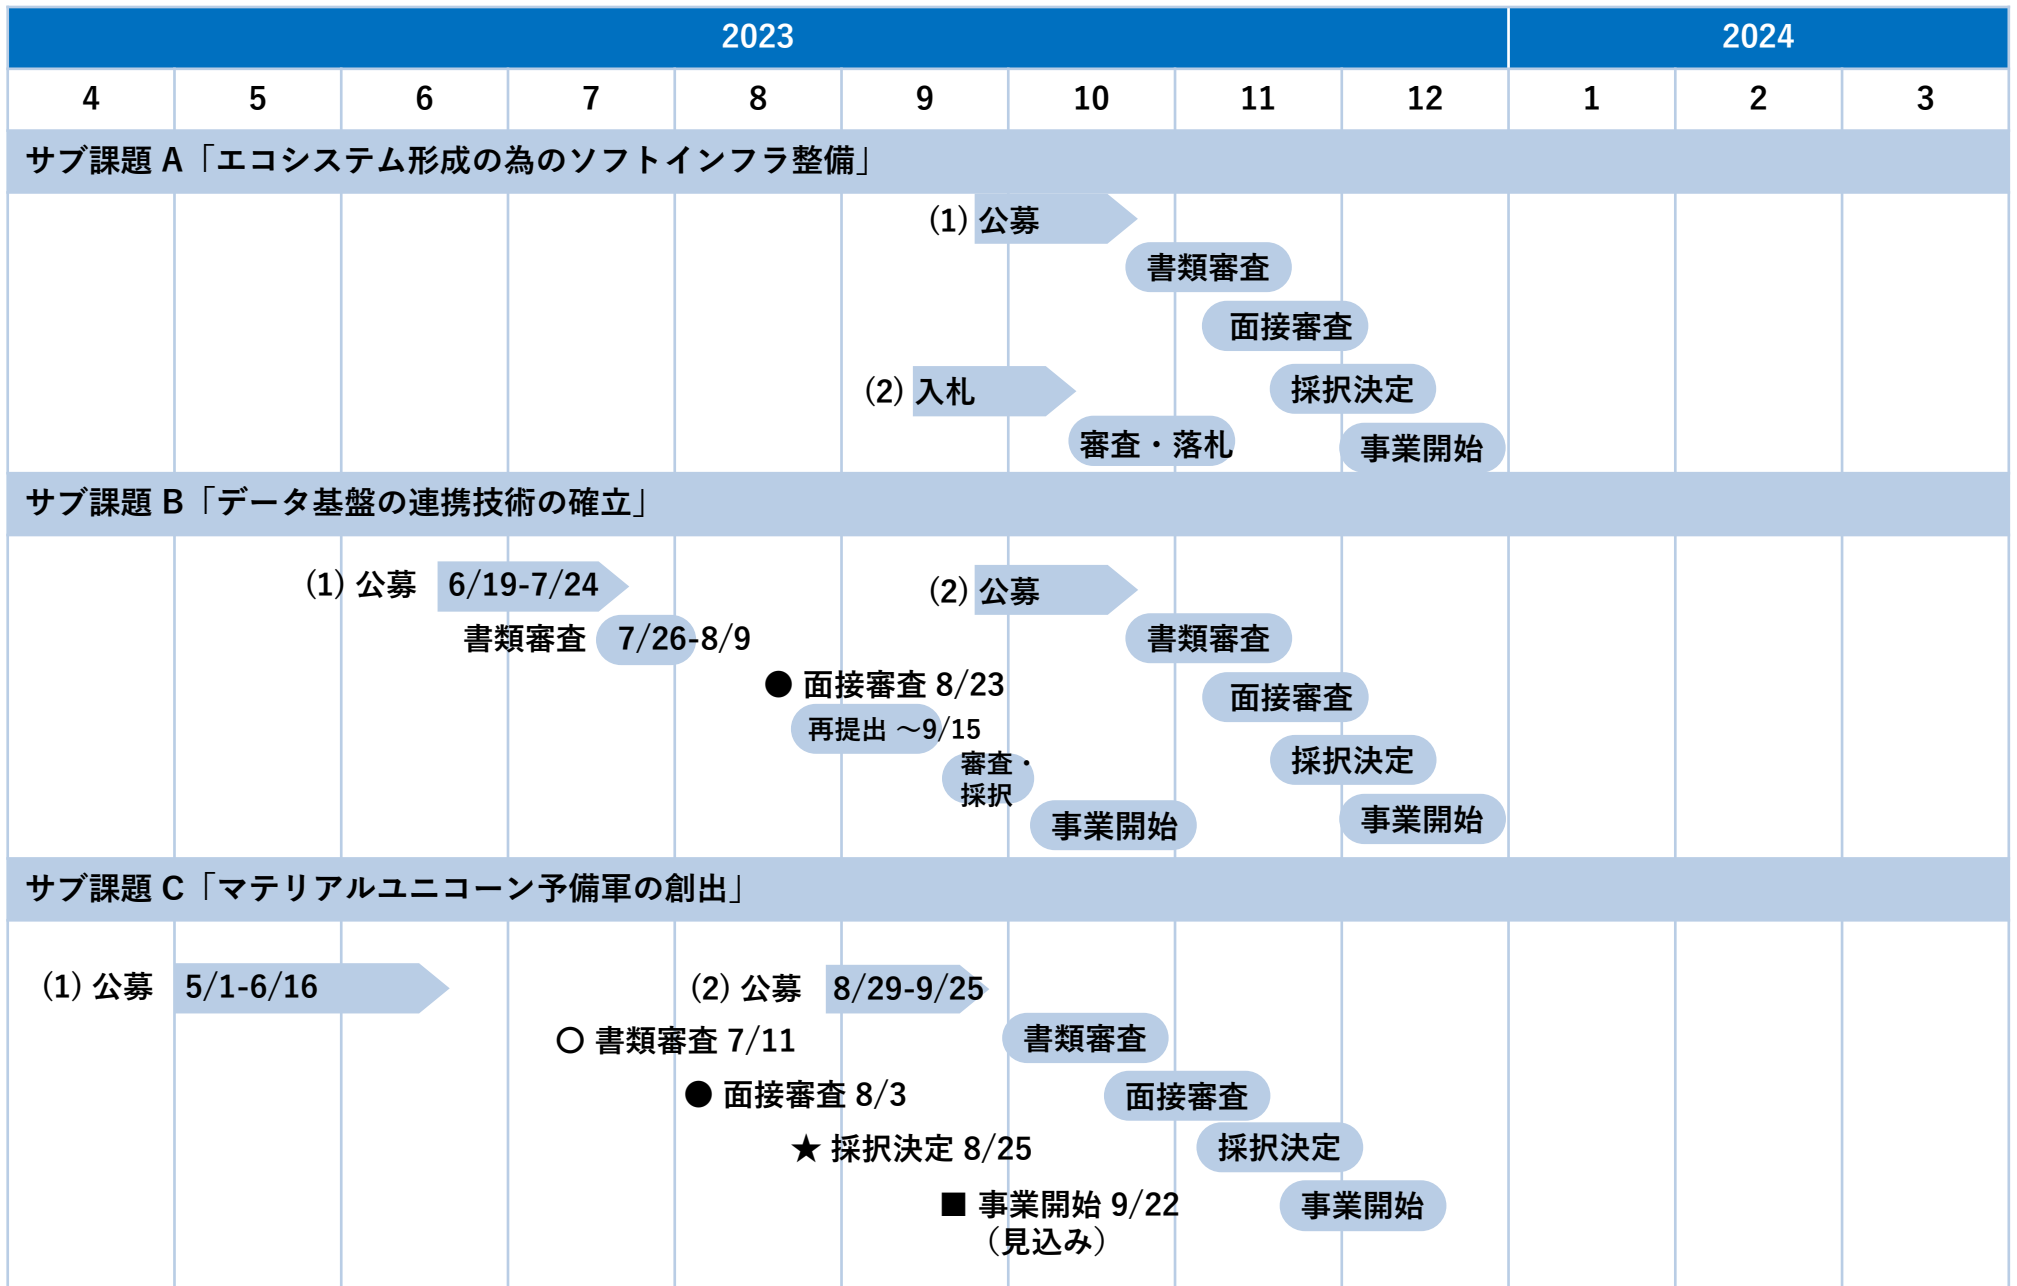 2023 2024
4 5 6 7 8 9 10 11 12 1 2 3
サブ課題 A「エコシステム形成の為のソフトインフラ整備」
(1) 公募
書類審査
面接審査
(2) 入札
採択決定
審査・落札
事業開始
サブ課題 B「データ基盤の連携技術の確立」
(1) 公募 6/19-7/24
書類審査 7/26-8/9
● 面接審査 8/23
再提出 ～9/15
審査・
採択
事業開始
(2) 公募
書類審査
面接審査
採択決定
事業開始
サブ課題 C「マテリアルユニコーン予備軍の創出」
(1) 公募 5/1-6/16
○ 書類審査 7/11
● 面接審査 8/3
★ 採択決定 8/25
■ 事業開始 9/22
（見込み）
(2) 公募 8/29-9/25
書類審査
面接審査
採択決定
事業開始